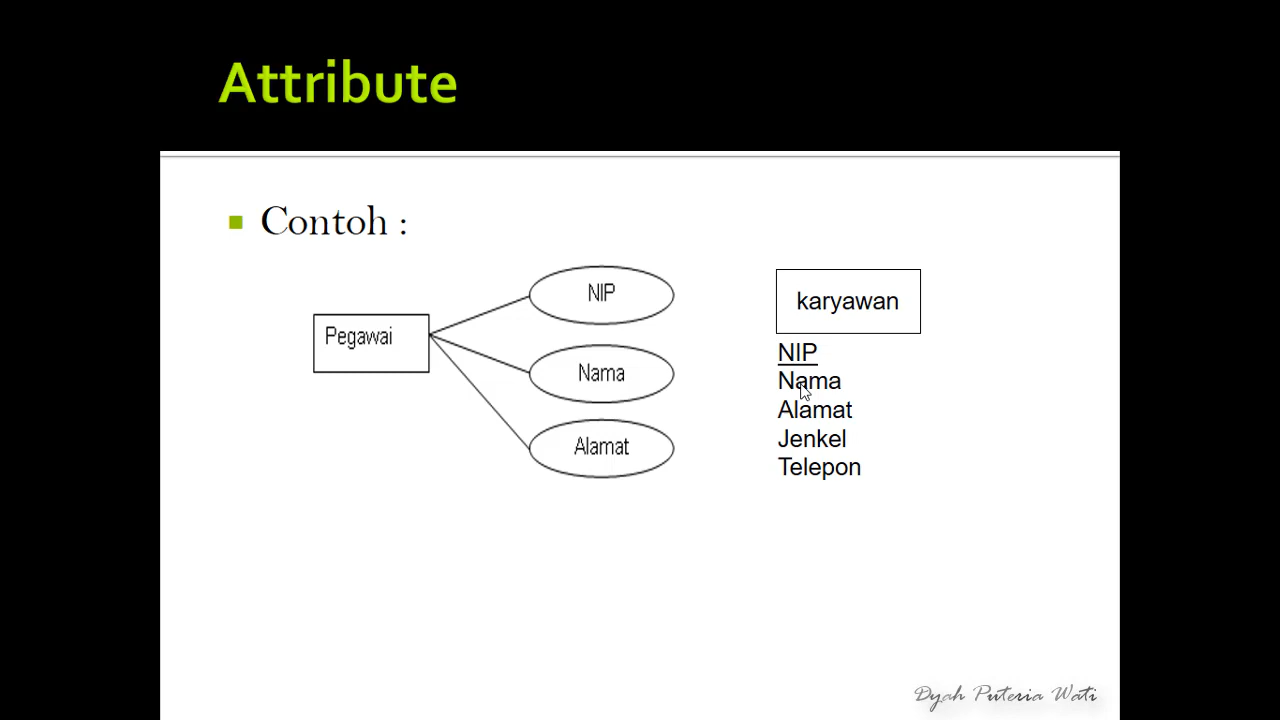 Attribute
Contoh :
Pegawai
NIP
Nama
Alamat
karyawan
NIP
Nama
Alamat
Jenkel
Telepon
Dyah Puteria Wati